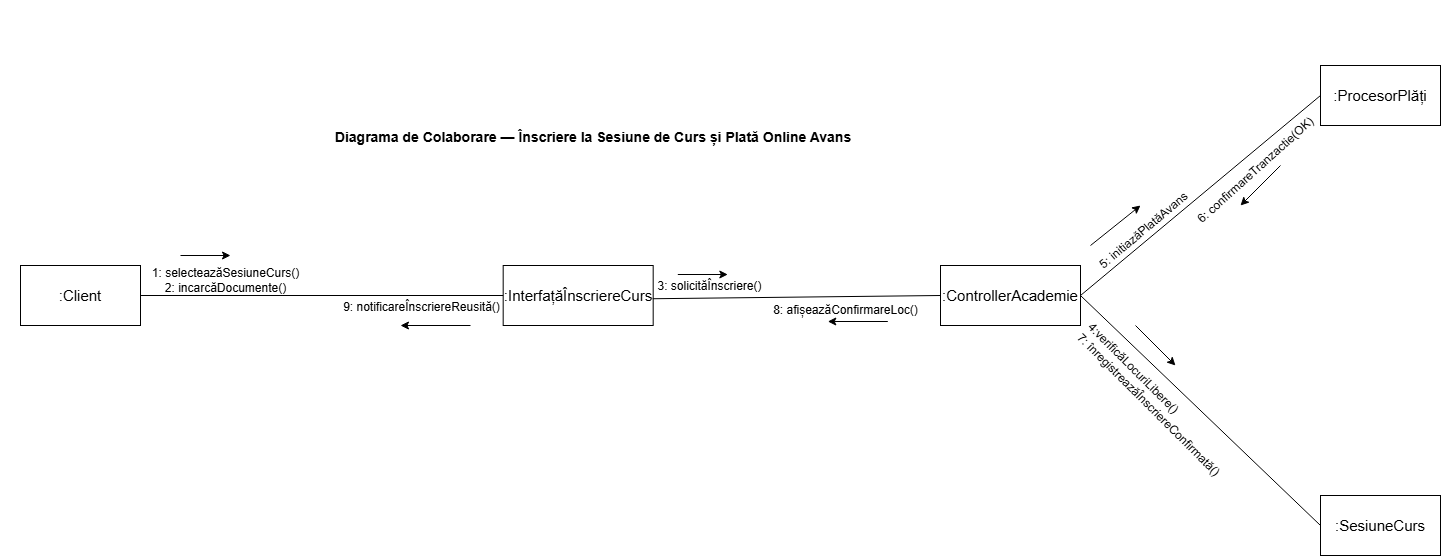 :ProcesorPlăți
Diagrama de Colaborare — Înscriere la Sesiune de Curs și Plată Online Avans
6: confirmareTranzactie(OK)
5: initiazăPlatăAvans
1: selecteazăSesiuneCurs()
2: incarcăDocumente()
3: solicităÎnscriere()
:Client
:InterfațăÎnscriereCurs
:ControllerAcademie
9: notificareÎnscriereReusită()
8: afișeazăConfirmareLoc()
4:verificăLocuriLibere()
7: înregistreazăÎnscriereConfirmată()
:SesiuneCurs